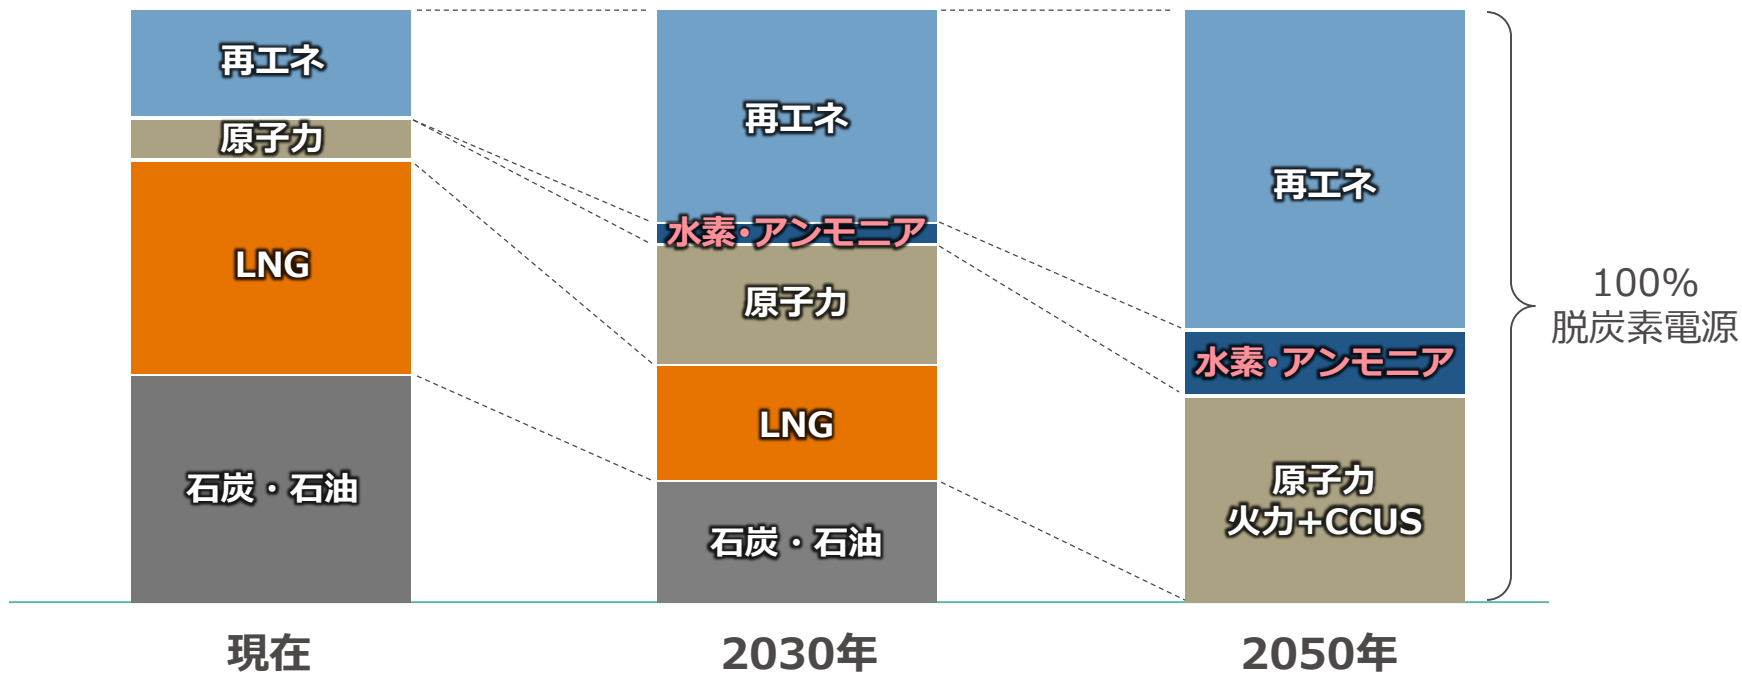 再エネ
原子力
LNG
石炭・石油
現在
再エネ
水素・アンモニア
原子力
LNG
石炭・石油
2030年
再エネ
水素・アンモニア
原子力
火力+CCUS
2050年
100%
脱炭素電源